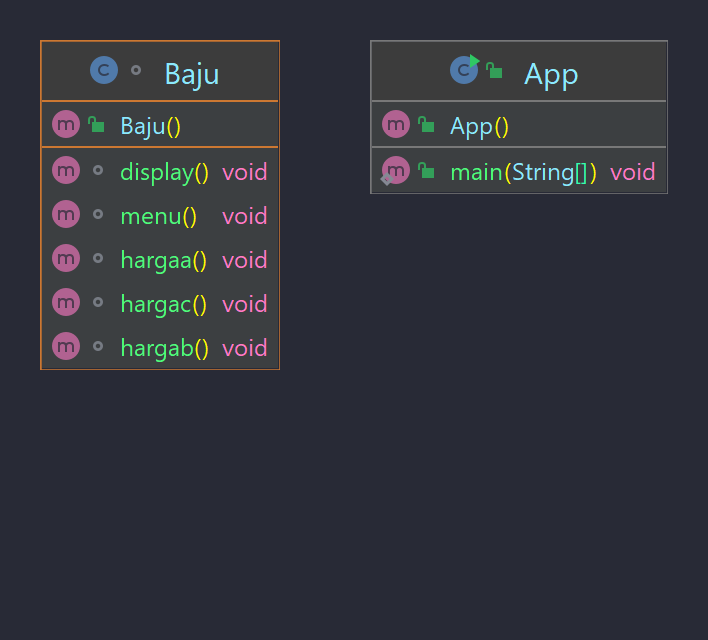 Baju
Baju()
display() void
menu() void
hargaa() void
hargac() void
hargab() void
App
App()
main(String[]) void